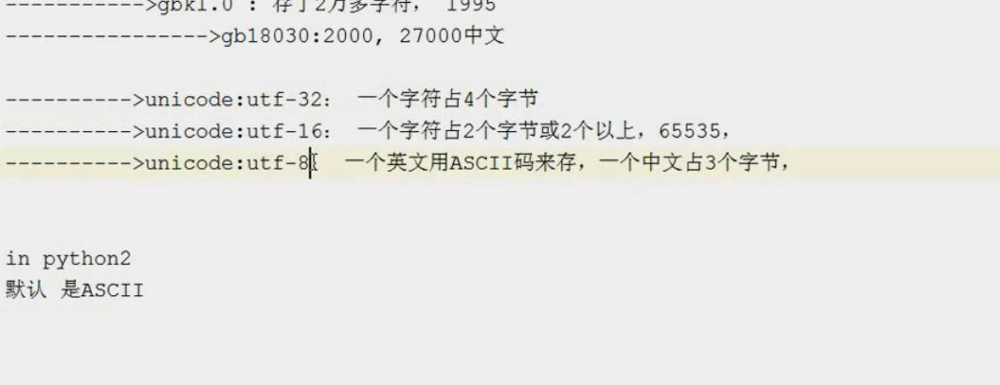 ----------->gbk1.0 : 存了2万多字符, 1995
---------------->gb18030:2000, 27000中文
---------->unicode:utf-32: 一个字符占4个字节
---------->unicode:utf-16: 一个字符占2个字节或2个以上，65535，
---------->unicode:utf-8: 一个英文用ASCII码来存，一个中文占3个字节，
in python2
默认 是ASCII